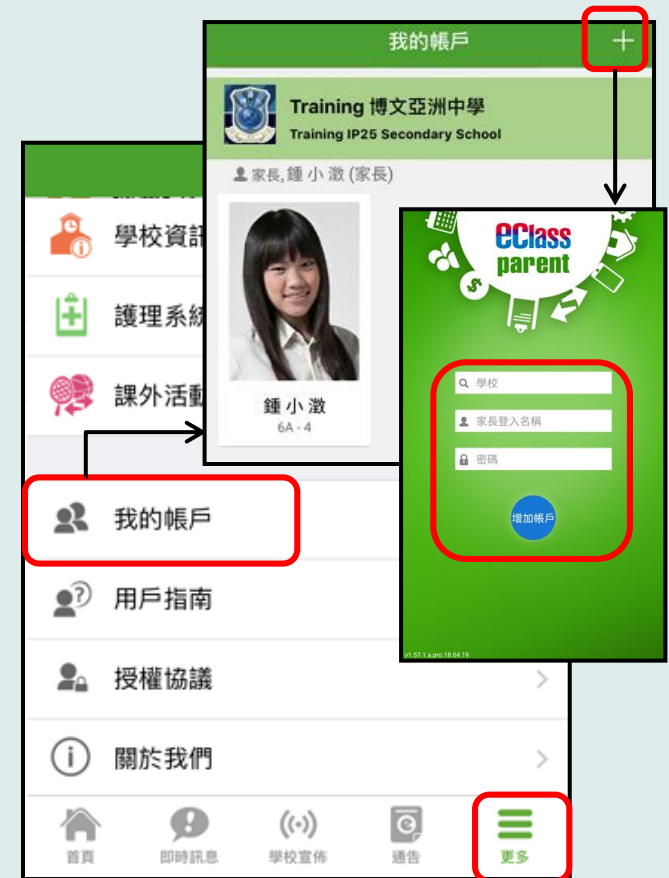 我的帳戶
Training 博文亞洲中學
Training IP25 Secondary School
家長,鍾小澂 (家長)
鍾小澂
6A - 4
學校資訊
護理系統
課外活動
我的帳戶
用戶指南
授權協議
關於我們
首頁
即時訊息
學校宣佈
通告
更多
eClass
parent
學校
家長登入名稱
密碼
增加帳戶
v1.57.1.a.pro.18.04.19